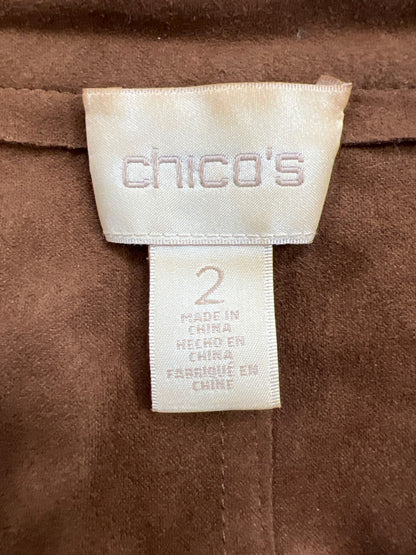 chico's
2
MADE IN
CHINA
HECHO EN
CHINA
FABRIQUÉ EN
CHINE